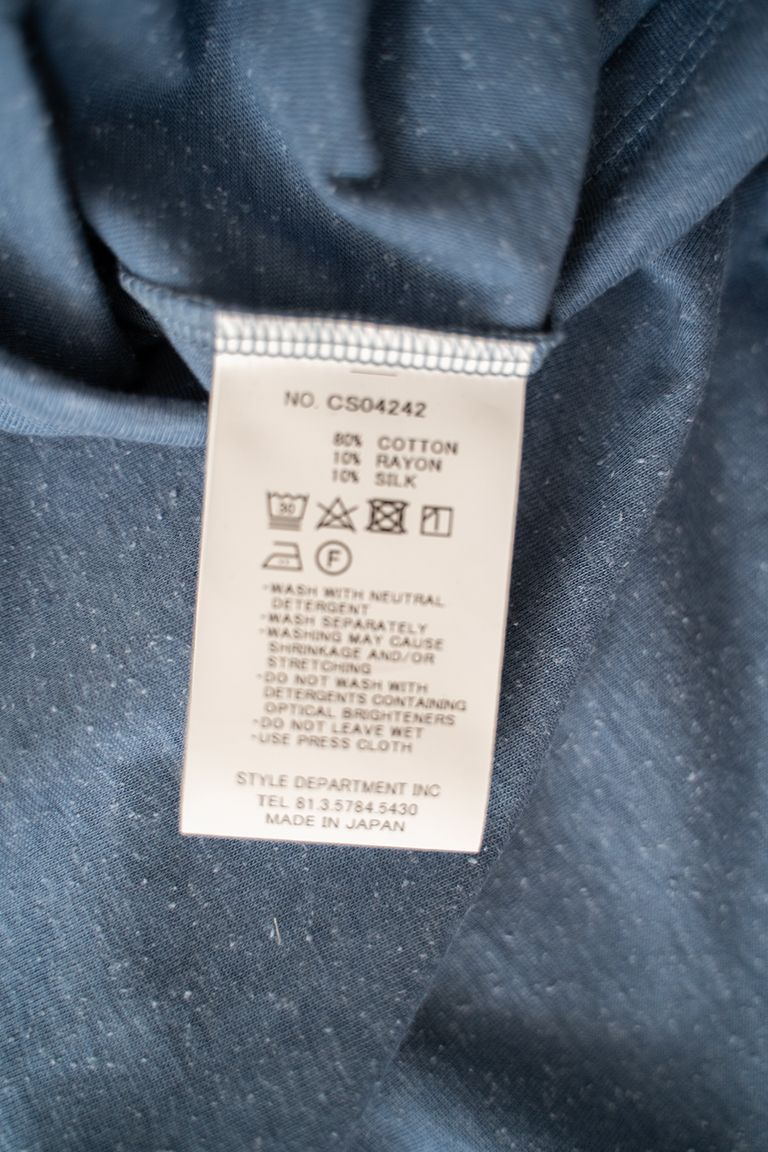 NO. CS04242
80% COTTON
10% RAYON
10% SILK
30
F
・WASH WITH NEUTRAL
DETERGENT
・WASH SEPARATELY
・WASHING MAY CAUSE
SHRINKAGE AND/OR
STRETCHING
・DO NOT WASH WITH
DETERGENTS CONTAINING
OPTICAL BRIGHTENERS
・DO NOT LEAVE WET
・USE PRESS CLOTH
STYLE DEPARTMENT INC
TEL 81.3.5784.5430
MADE IN JAPAN